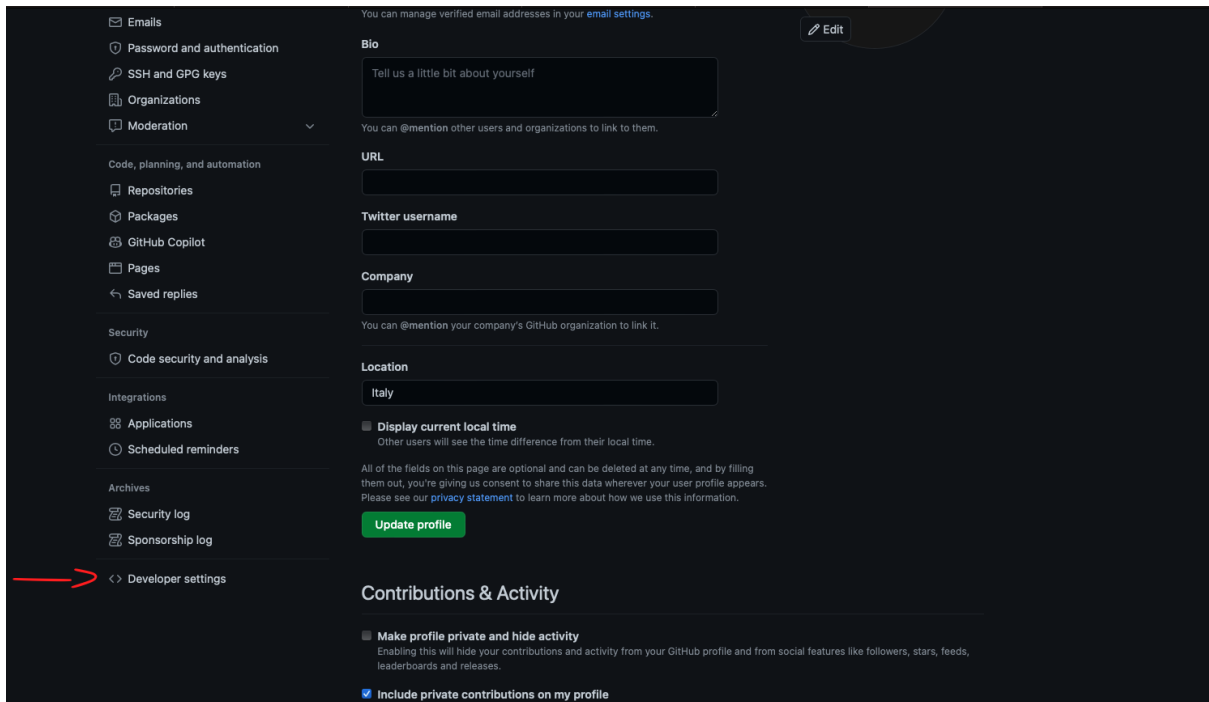 Emails
Password and authentication
SSH and GPG keys
Organizations
Moderation
Code, planning, and automation
Repositories
Packages
GitHub Copilot
Pages
Saved replies
Security
Code security and analysis
Integrations
Applications
Scheduled reminders
Archives
Security log
Sponsorship log
Developer settings
You can manage verified email addresses in your email settings.
Bio
Tell us a little bit about yourself
You can @mention other users and organizations to link to them.
URL
Twitter username
Company
You can @mention your company's GitHub organization to link it.
Location
Italy
Display current local time
Other users will see the time difference from their local time.
All of the fields on this page are optional and can be deleted at any time, and by filling
them out, you're giving us consent to share this data wherever your user profile appears.
Please see our privacy statement to learn more about how we use this information.
Update profile
Contributions & Activity
Make profile private and hide activity
Enabling this will hide your contributions and activity from your GitHub profile and from social features like followers, stars, feeds,
leaderboards and releases.
Include private contributions on my profile
Edit